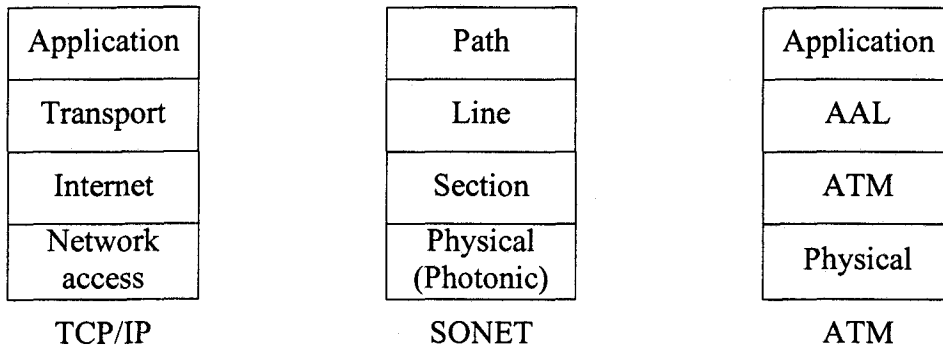 Application
Transport
Internet
Network
access
TCP/IP
Path
Line
Section
Physical
(Photonic)
SONET
Application
AAL
ATM
Physical
ATM